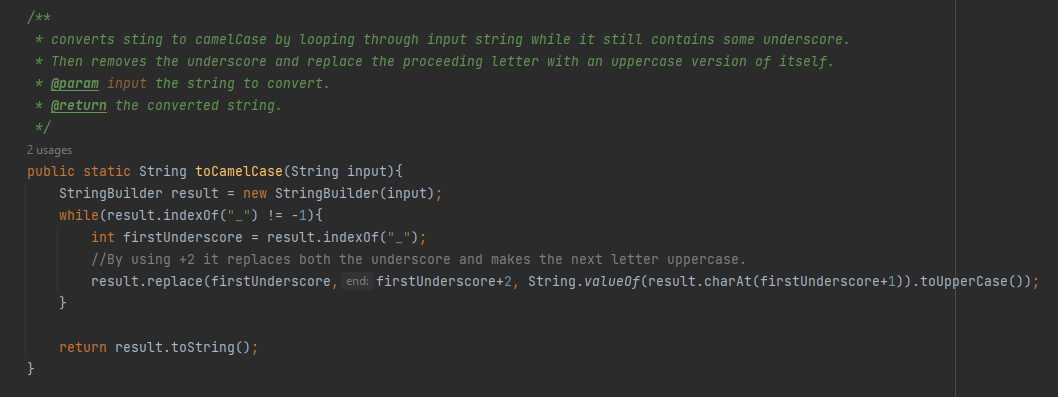 /**
 * converts sting to camelCase by looping through input string while it still contains some underscore.
 * Then removes the underscore and replace the proceeding letter with an uppercase version of itself.
 * @param input the string to convert.
 * @return the converted string.
 */
2 usages
public static String toCamelCase(String input){
    StringBuilder result = new StringBuilder(input);
    while(result.indexOf("_") != -1){
        int firstUnderscore = result.indexOf("_");
        //By using +2 it replaces both the underscore and makes the next letter uppercase.
        result.replace(firstUnderscore, end: firstUnderscore+2, String.valueOf(result.charAt(firstUnderscore+1)).toUpperCase());
    }
    return result.toString();
}